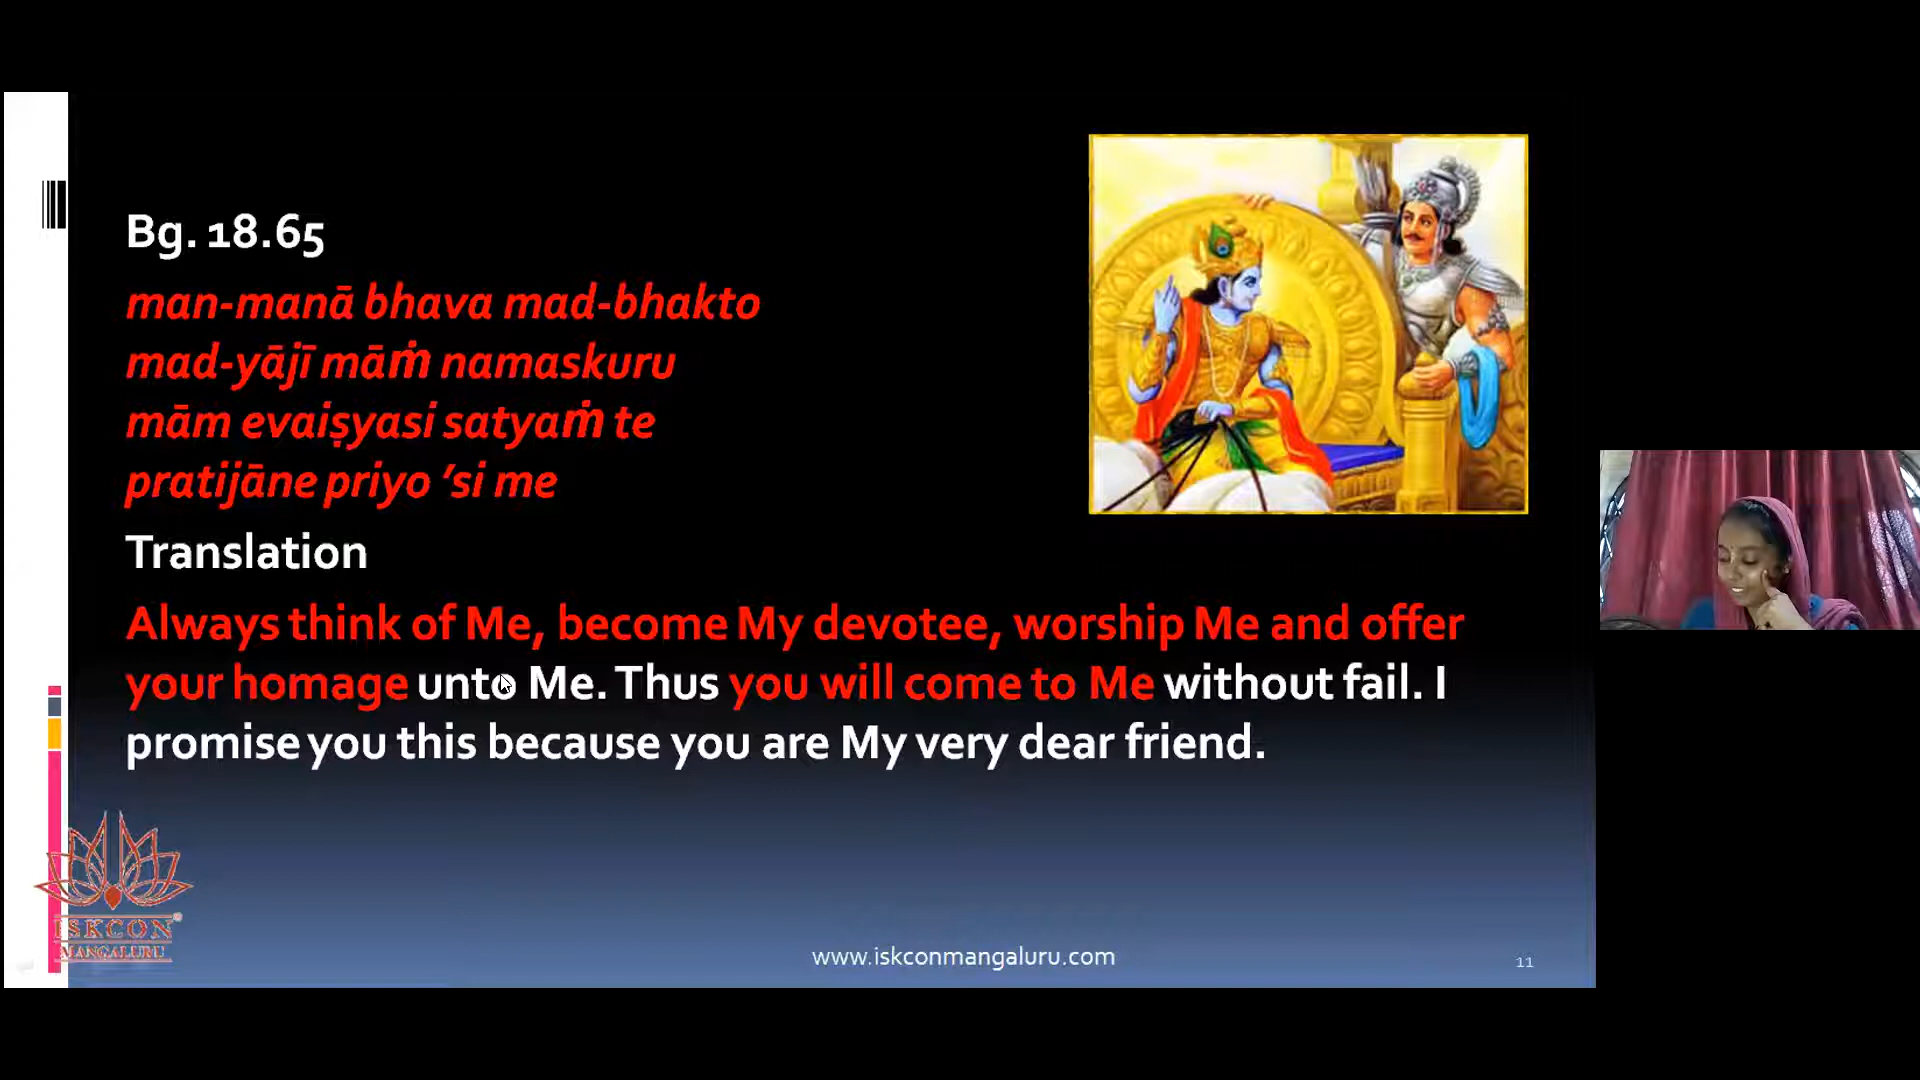 Bg. 18.65
man-manā bhava mad-bhakto
mad-yājī māṁ namaskuru
mām evaiṣyasi satyaṁ te
pratijāne priyo ’si me
Translation
Always think of Me, become My devotee, worship Me and offer
your homage unto Me. Thus you will come to Me without fail. I
promise you this because you are My very dear friend.
ISKCON®
MANGALURU
www.iskconmangaluru.com
11